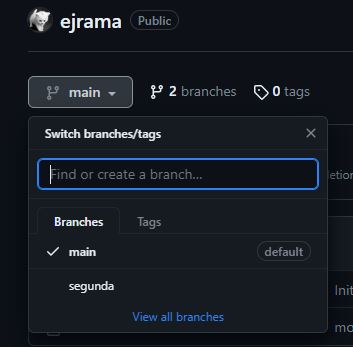 ejrama Public
main 2 branches 0 tags
Switch branches/tags
Find or create a branch...
Branches Tags
main default
segunda
View all branches
Init
mo